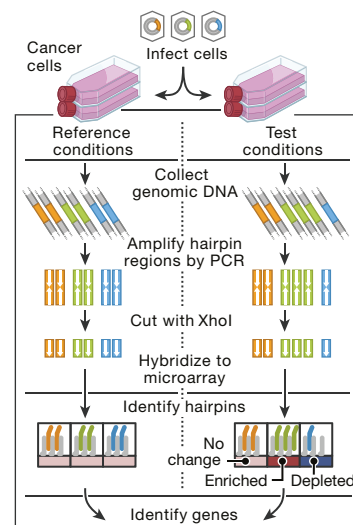 Infect cells
Cancer
cells
Reference
conditions
Test
conditions
Collect
genomic DNA
Amplify hairpin
regions by PCR
Cut with XhoI
Hybridize to
microarray
Identify hairpins
No
change
Enriched
Depleted
Identify genes